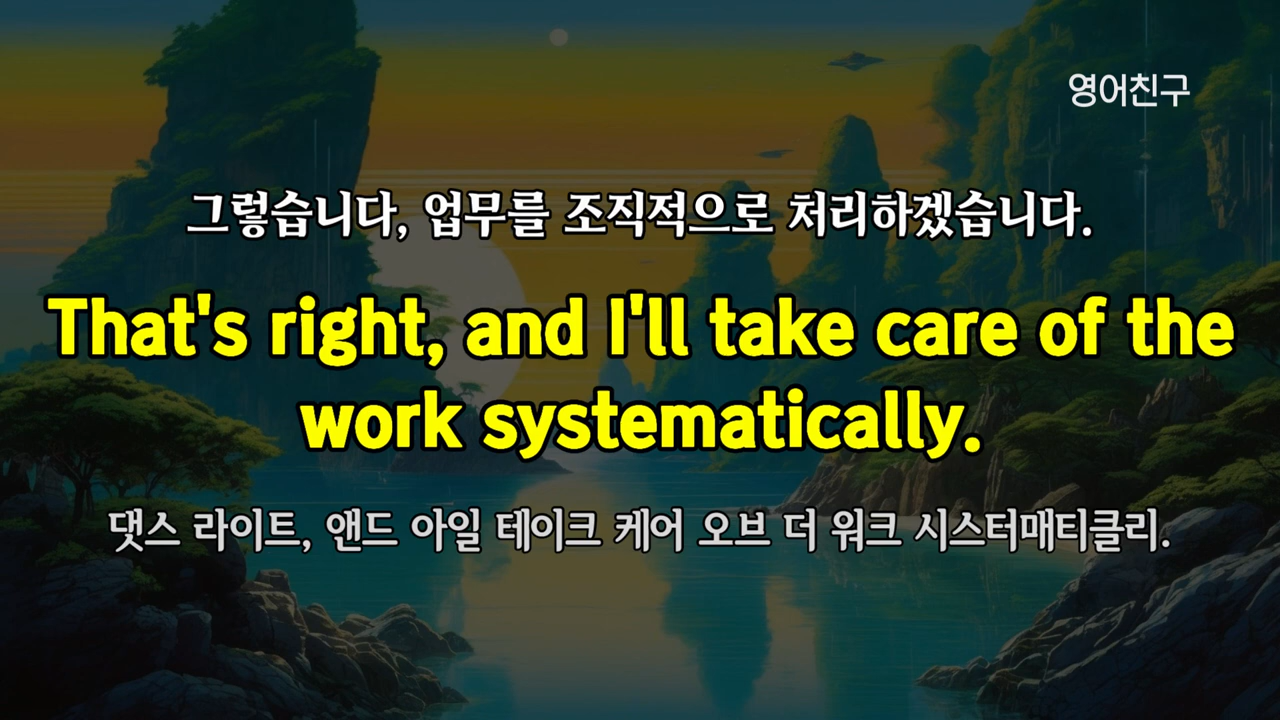 영어친구
그렇습니다, 업무를 조직적으로 처리하겠습니다.
That's right, and I'll take care of the
work systematically.
댓스 라이트, 앤드 아일 테이크 케어 오브 더 워크 시스터매티클리.